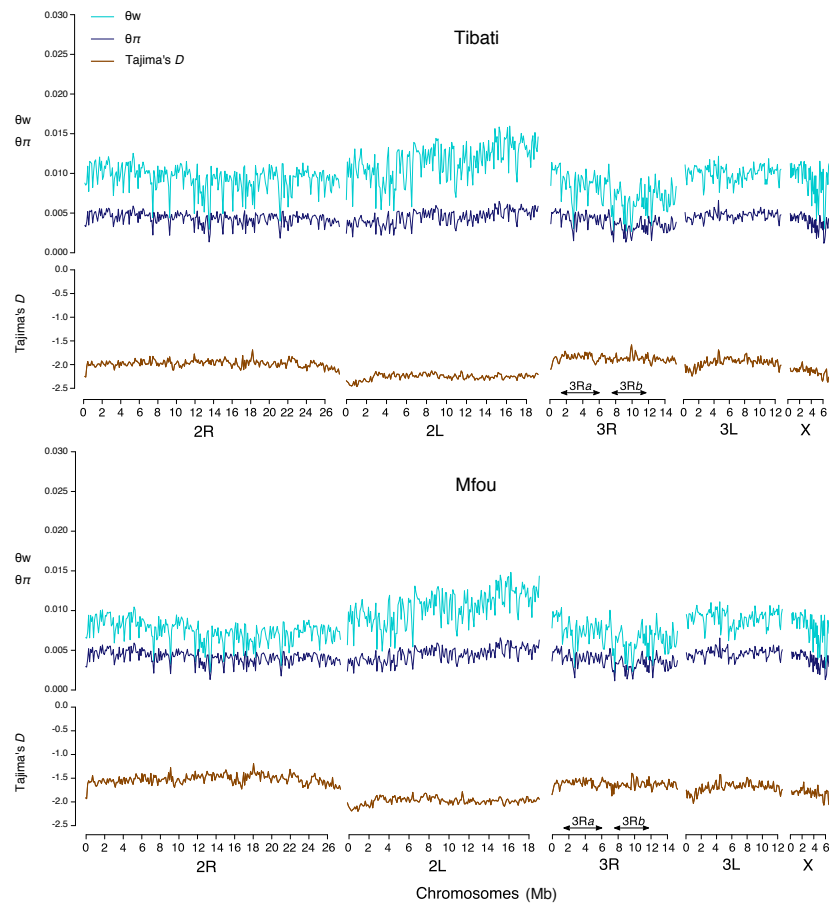 θw
θπ
Tajima's D
Tibati
0.030
0.025
0.020
θw
0.015
θπ
0.010
0.005
0.000
Tajima's D
0.0
-0.5
-1.0
-1.5
-2.0
-2.5
3Ra 3Rb
0 2 4 6 8 10 12 14 16 18 20 22 24 26 0 2 4 6 8 10 12 14 16 18 0 2 4 6 8 10 12 14 0 2 4 6 8 10 12 0 2 4 6
2R 2L 3R 3L X
Mfou
0.030
0.025
0.020
θw
0.015
θπ
0.010
0.005
0.000
Tajima's D
0.0
-0.5
-1.0
-1.5
-2.0
-2.5
3Ra 3Rb
0 2 4 6 8 10 12 14 16 18 20 22 24 26 0 2 4 6 8 10 12 14 16 18 0 2 4 6 8 10 12 14 0 2 4 6 8 10 12 0 2 4 6
2R 2L 3R 3L X
Chromosomes (Mb)